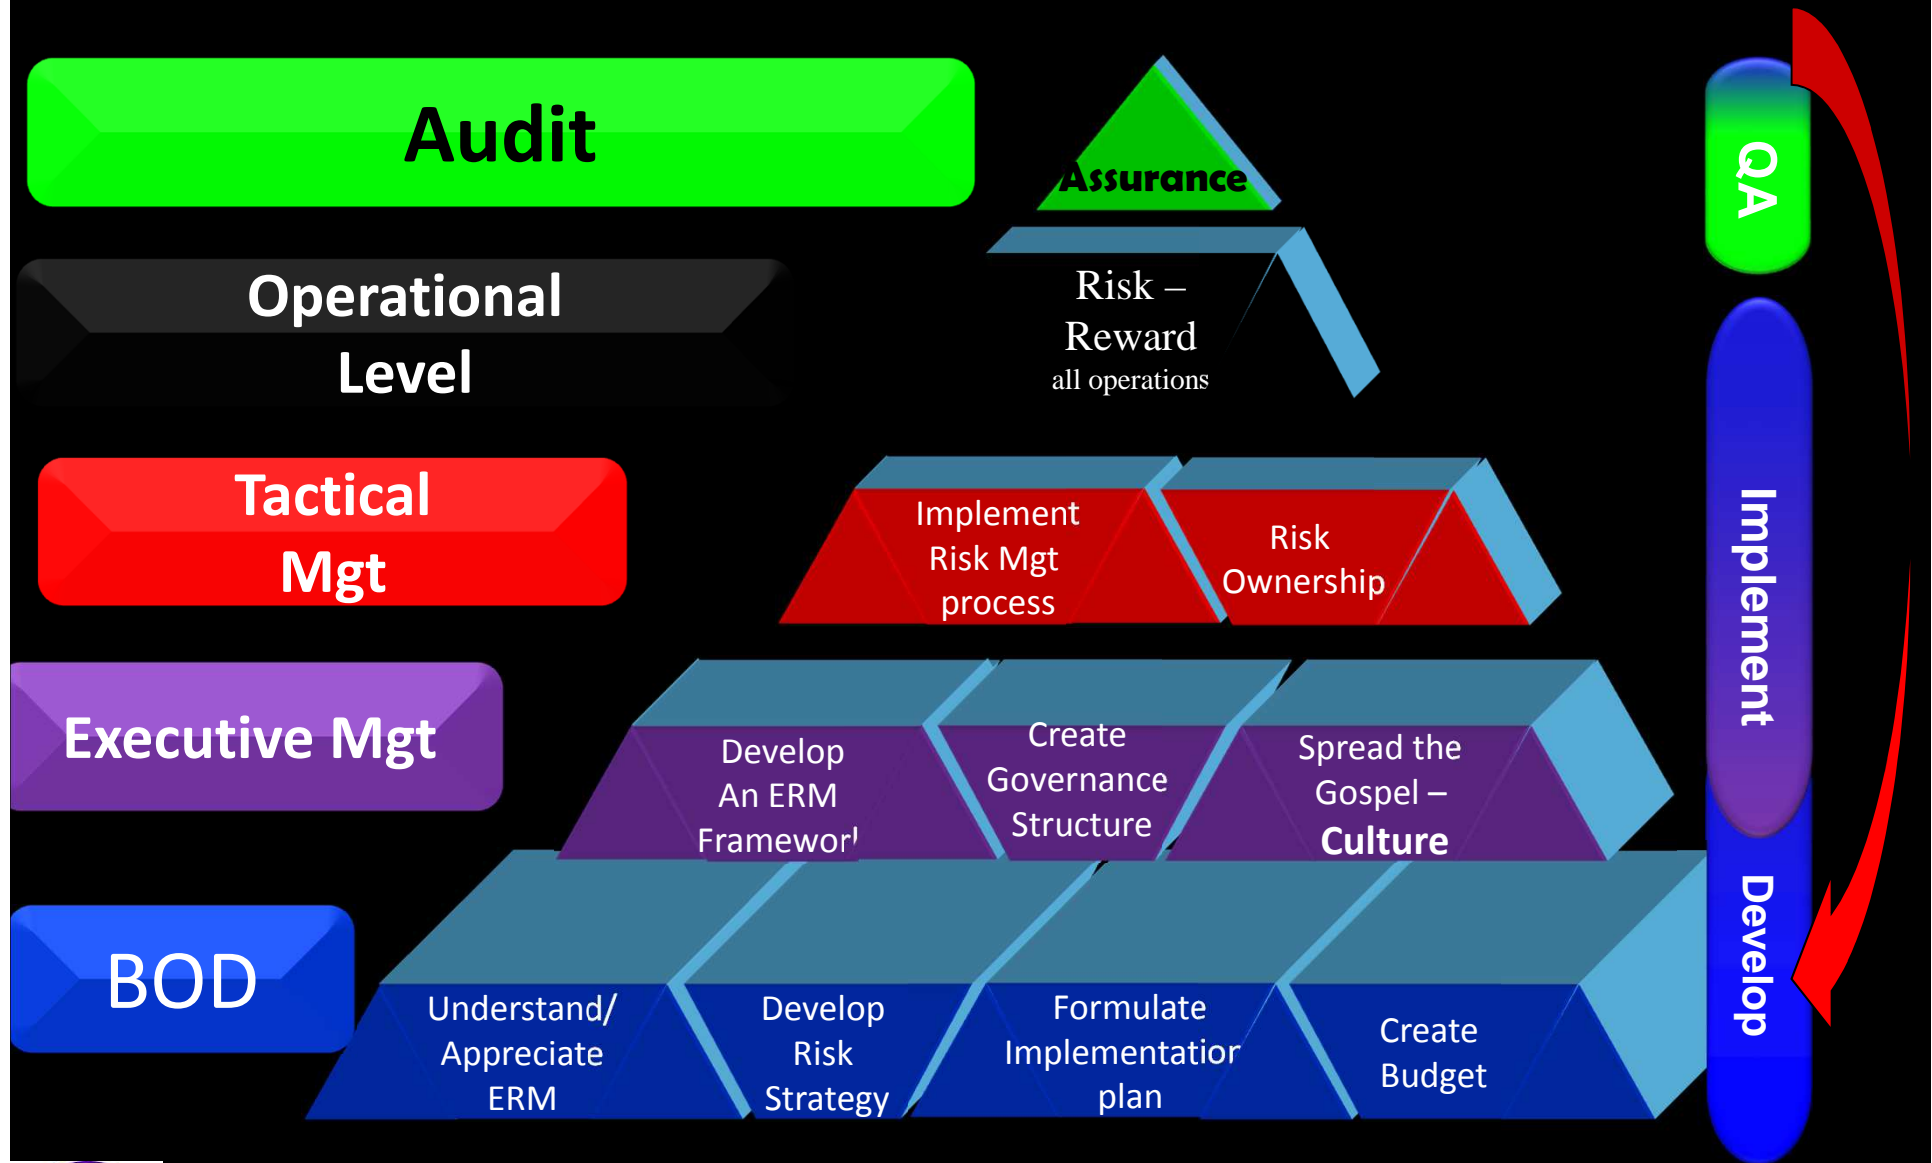 Audit
Assurance
QA
Operational
Level
Risk –
Reward
all operations
Tactical
Mgt
Implement
Risk Mgt
process
Risk
Ownership
Implement
Executive Mgt
Develop
An ERM
Framework
Create
Governance
Structure
Spread the
Gospel –
Culture
BOD
Understand/
Appreciate
ERM
Develop
Risk
Strategy
Formulate
Implementation
plan
Create
Budget
Develop